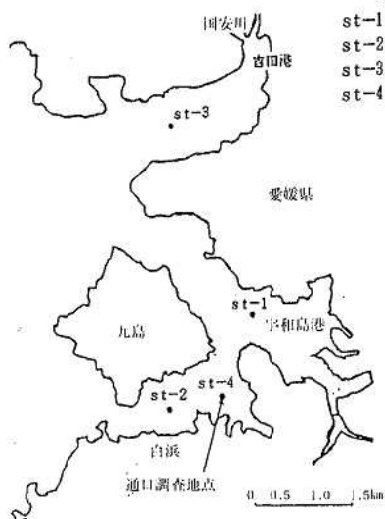 国安川
吉田港
st-1
st-2
st-3
st-4
st-3
愛媛県
st-1
宇和島港
九島
st-2
st-4
白浜
通口調査地点
0 0.5 1.0 1.5km